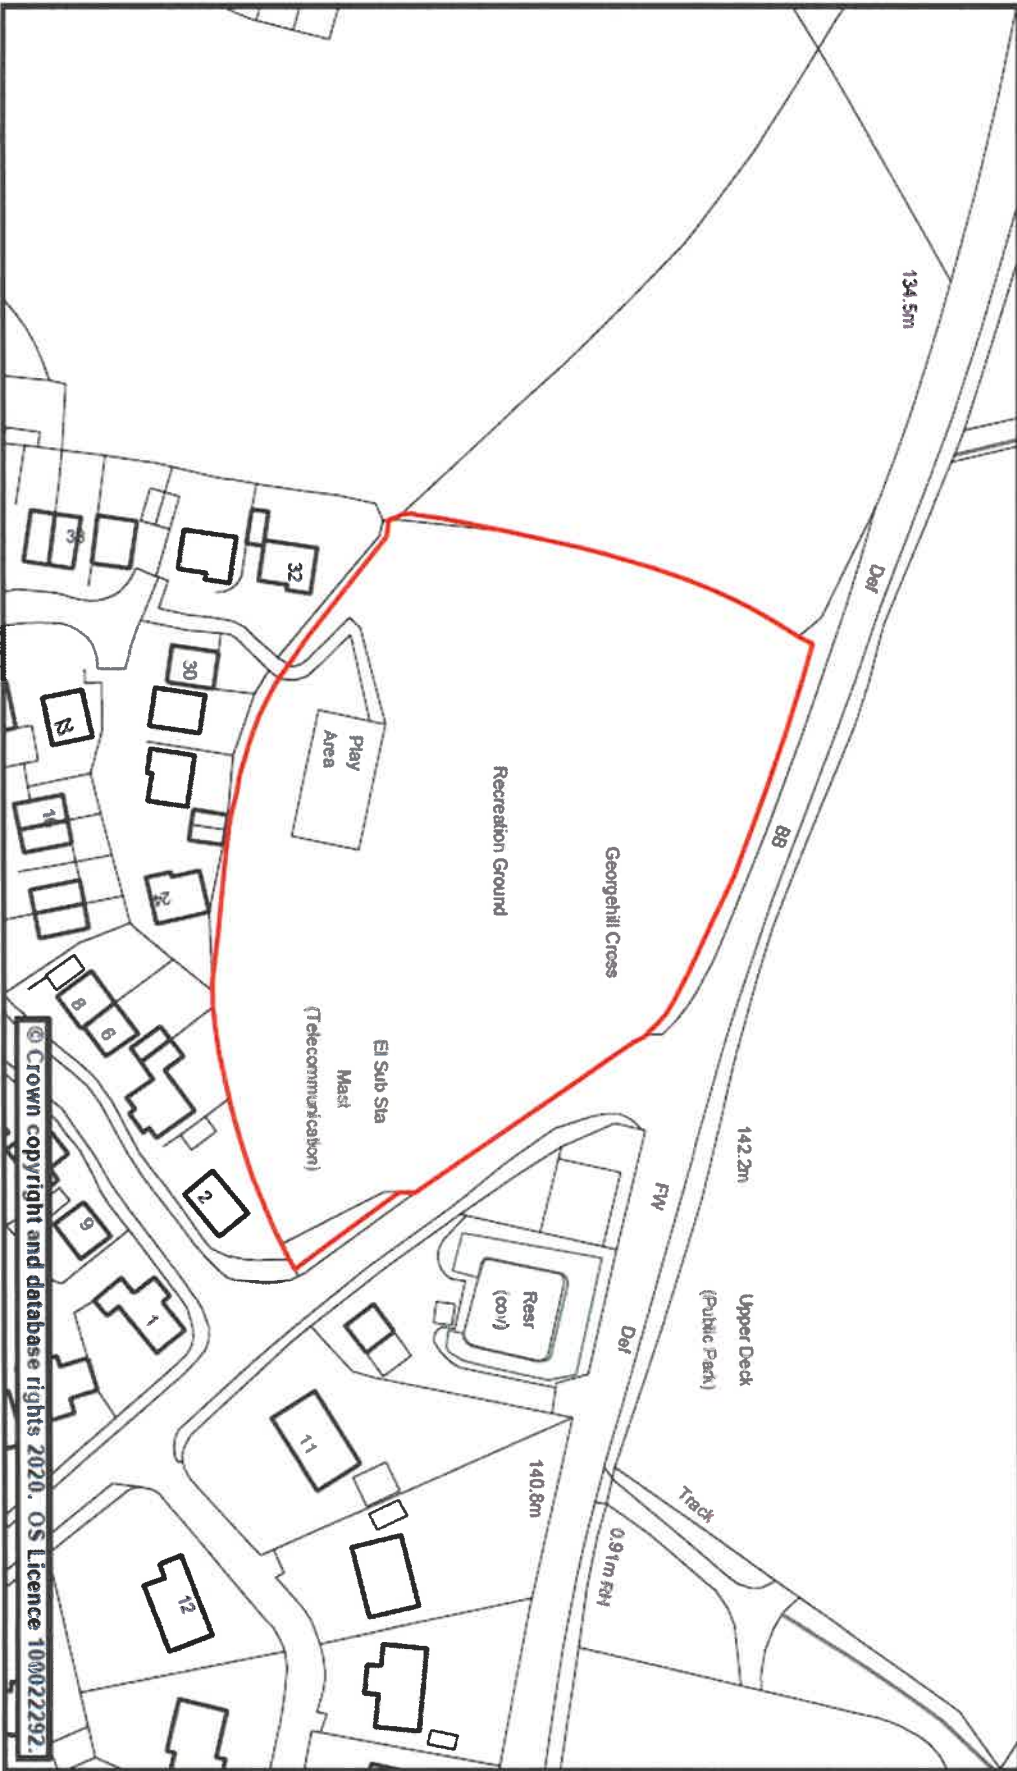 134.5m
Def
BB
142.2m
Upper Deck
(Public Park)
Track
FW
Def
0.91m RH
140.8m
Georgehill Cross
Recreation Ground
Play
Area
El Sub Sta
Mast
(Telecommunication)
Resr
(cov)
32
30
22
24
8
6
2
9
1
11
12
© Crown copyright and database rights 2020. OS Licence 100022292.